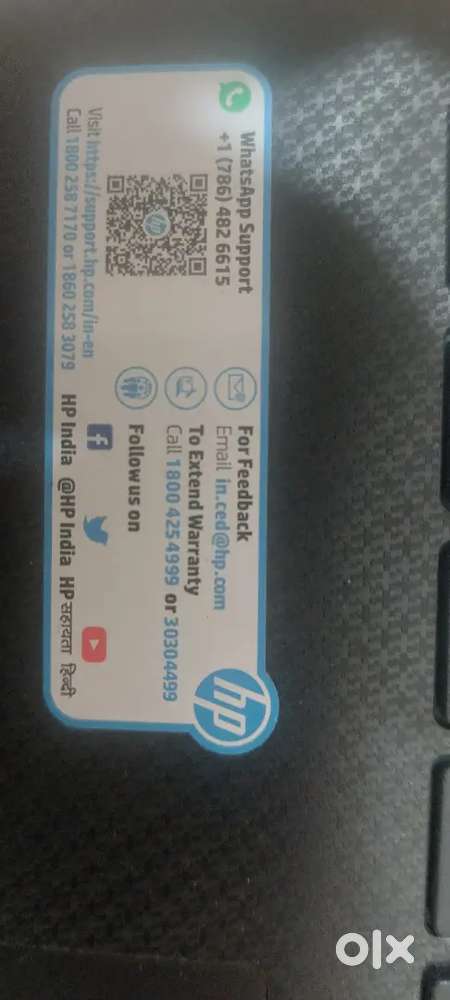 WhatsApp Support
+1 (786) 482 6615
hp
Visit https://support.hp.com/in-en
Call 1800 258 7170 or 1860 258 3079
For Feedback
Email in.ced@hp.com
To Extend Warranty
Call 1800 425 4999 or 30304499
Follow us on
HP India @HP India HP सहायता हिन्दी
hp
olx